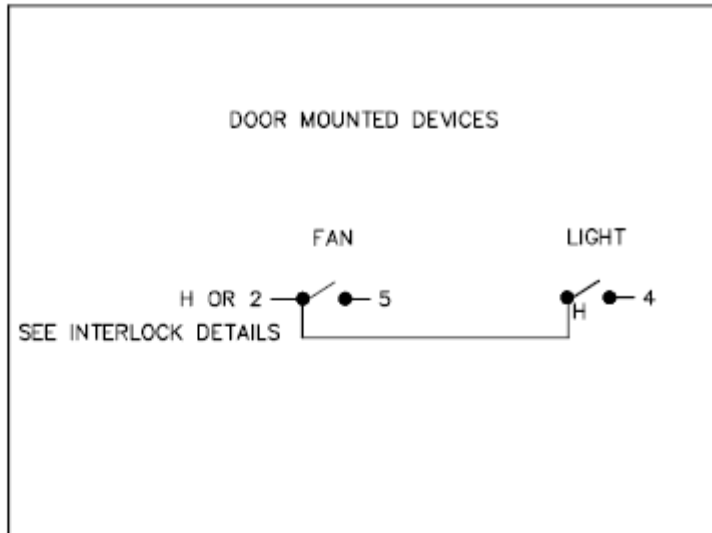 DOOR MOUNTED DEVICES
FAN
LIGHT
H OR 2
5
H
4
SEE INTERLOCK DETAILS